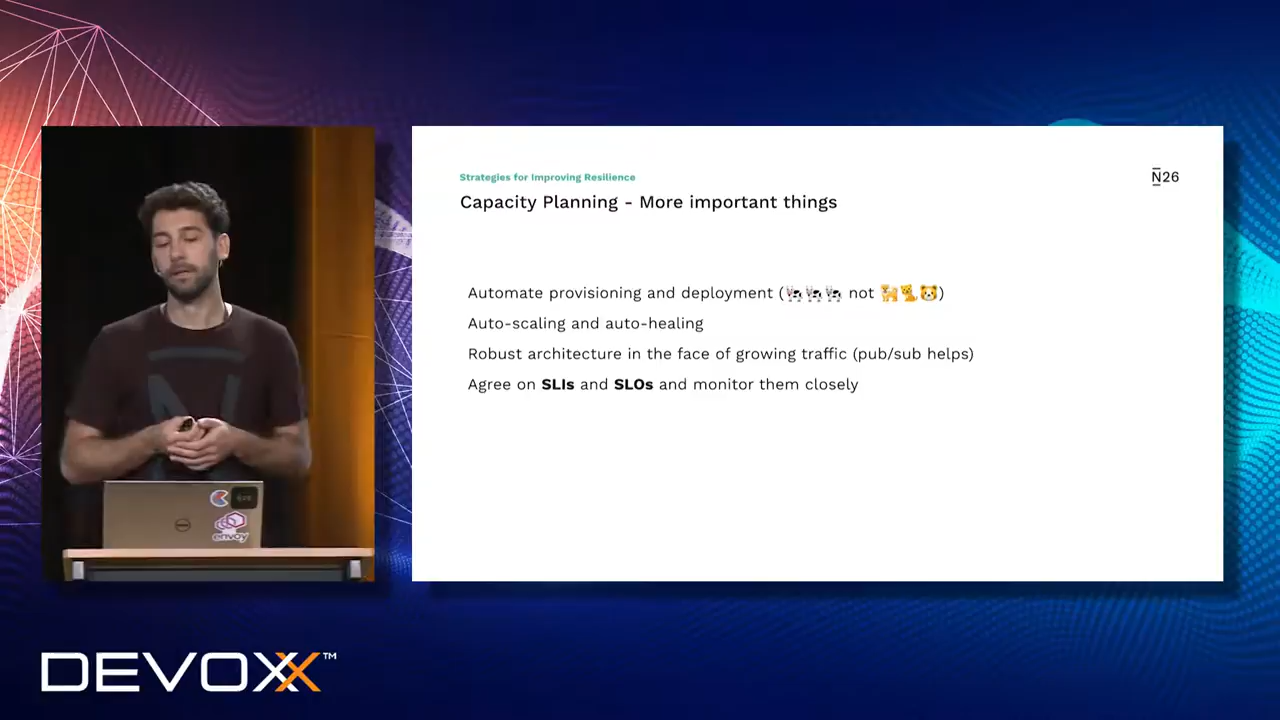 Strategies for Improving Resilience
N26
Capacity Planning - More important things
Automate provisioning and deployment (🐄🐄🐄 not 🐕🐈🐶)
Auto-scaling and auto-healing
Robust architecture in the face of growing traffic (pub/sub helps)
Agree on SLIs and SLOs and monitor them closely
DELL
envoy
DEVOXX™